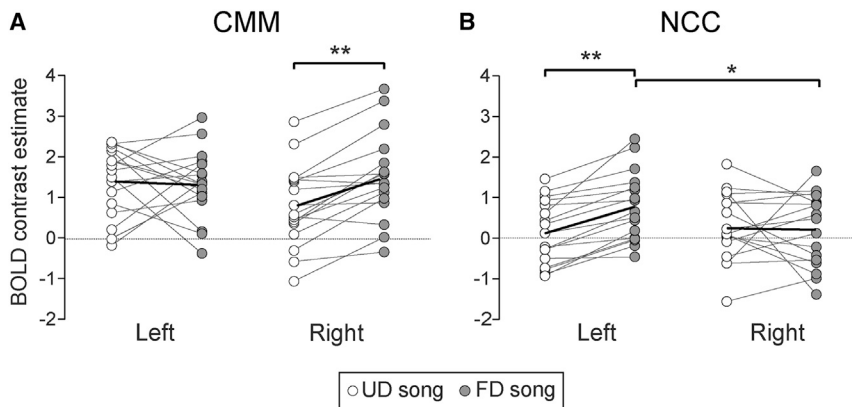 A CMM
B NCC
**
**
*
BOLD contrast estimate
4
3
2
1
0
-1
-2
4
3
2
1
0
-1
-2
Left
Right
Left
Right
UD song FD song